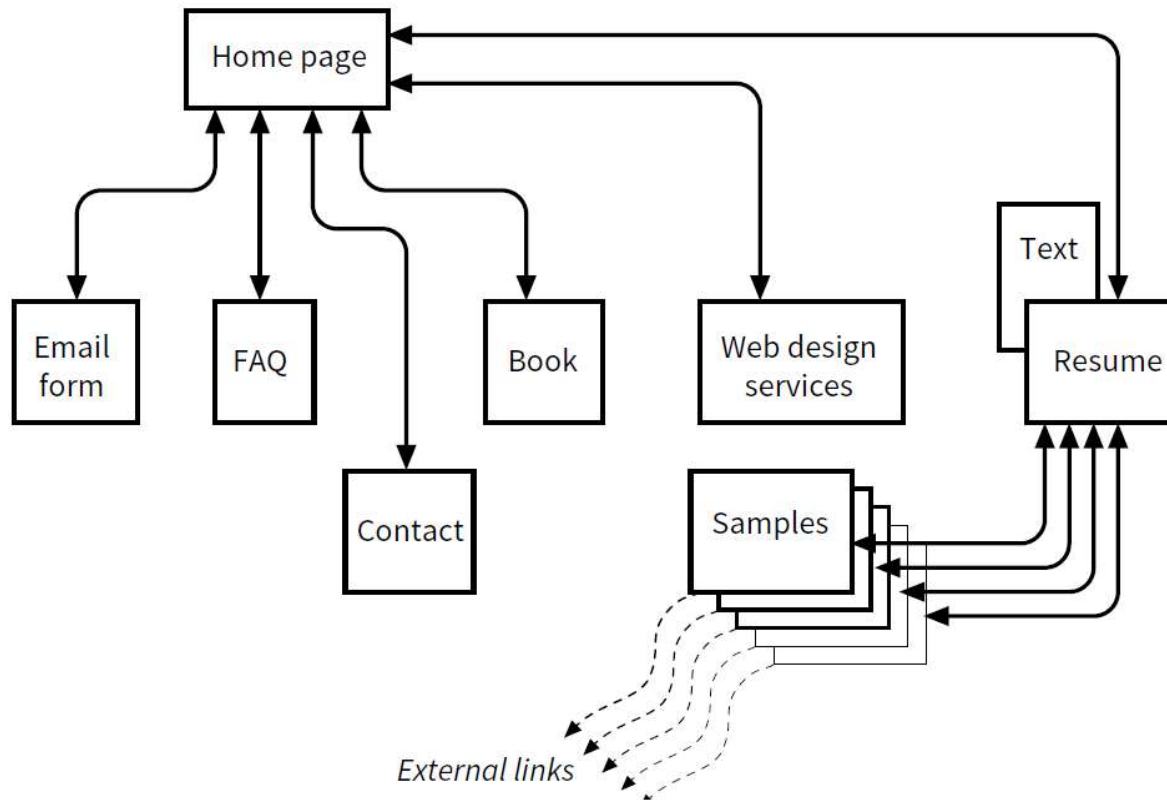 Home page
Text
Email
form
FAQ
Book
Web design
services
Resume
Contact
Samples
External links